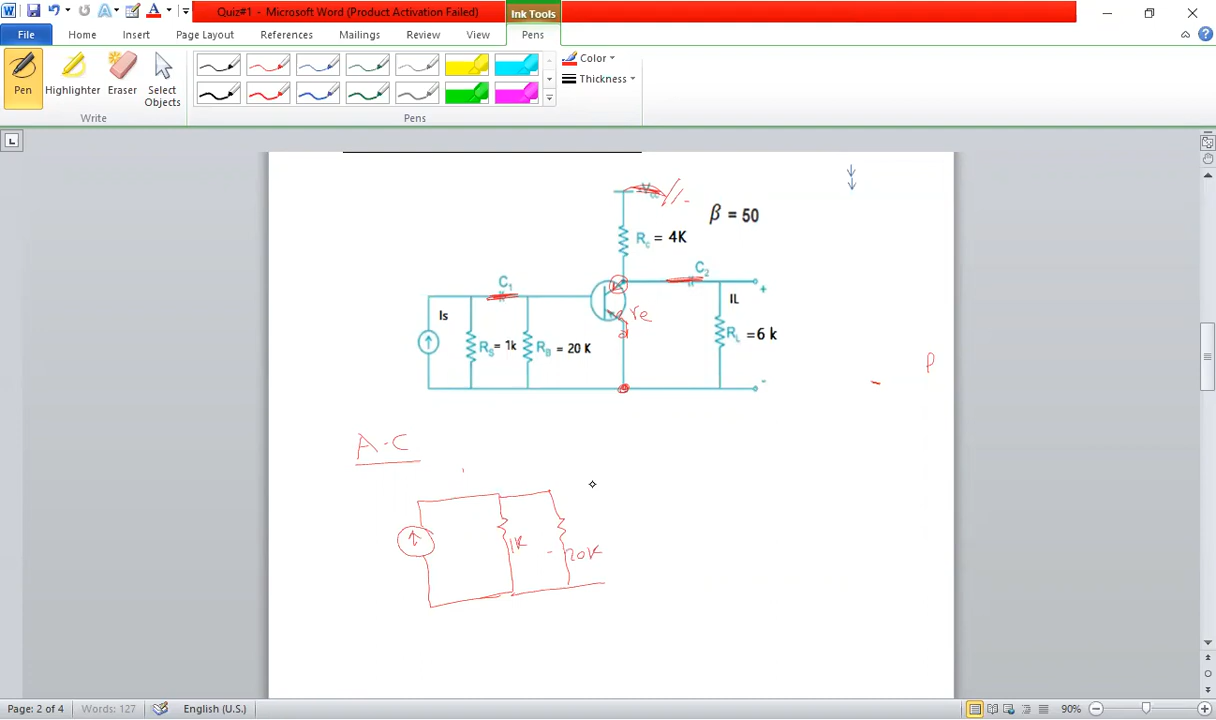 Quiz#1 - Microsoft Word (Product Activation Failed)
Ink Tools
File Home Insert Page Layout References Mailings Review View Pens
Pen Highlighter Eraser Select Objects
Color
Thickness
Write
Pens
β = 50
Rc = 4K
C1
C2
re
Is
IL
RS = 1k
RB = 20 K
RL = 6 k
+
-
A-C
1K
20K
Page: 2 of 4 Words: 127 English (U.S.) 90%